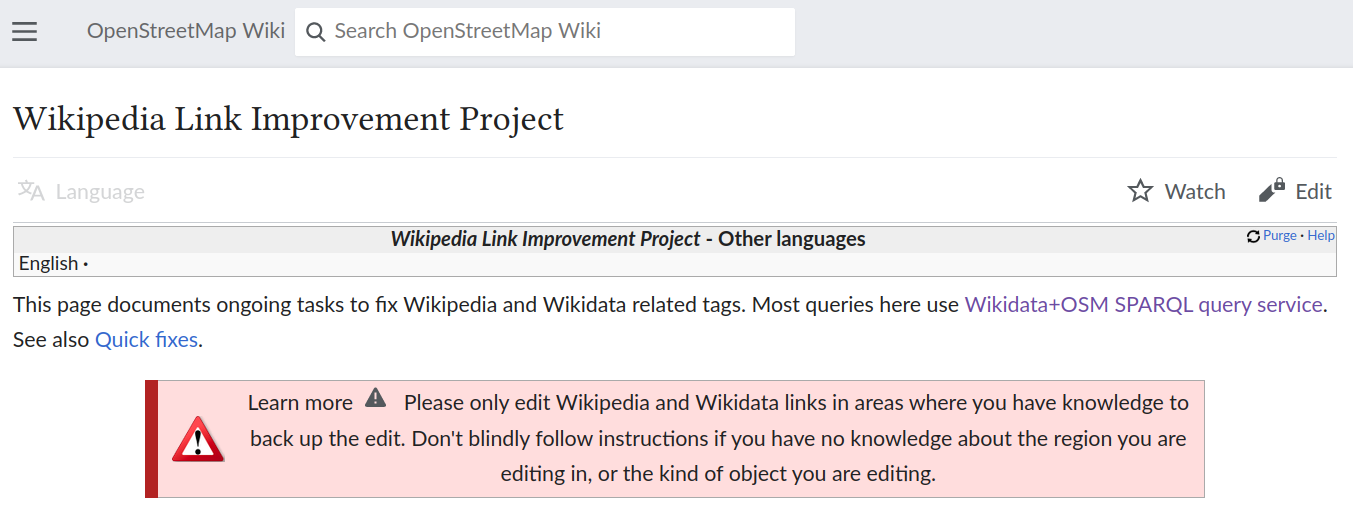 OpenStreetMap Wiki
Search OpenStreetMap Wiki
Wikipedia Link Improvement Project
Language
Watch
Edit
Wikipedia Link Improvement Project - Other languages
Purge • Help
English •
This page documents ongoing tasks to fix Wikipedia and Wikidata related tags. Most queries here use Wikidata+OSM SPARQL query service.
See also Quick fixes.
Learn more Please only edit Wikipedia and Wikidata links in areas where you have knowledge to
back up the edit. Don't blindly follow instructions if you have no knowledge about the region you are
editing in, or the kind of object you are editing.